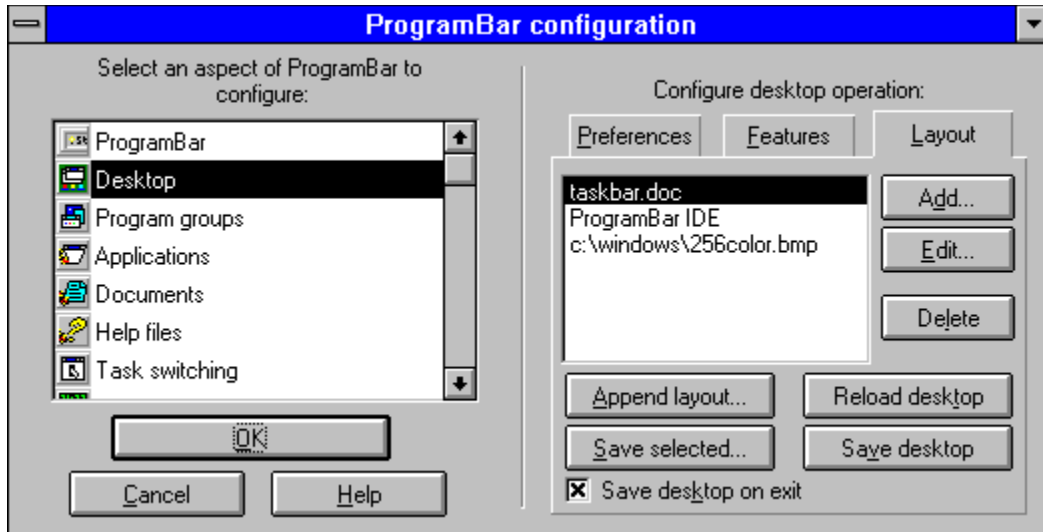 ProgramBar configuration
Select an aspect of ProgramBar to
configure:
ProgramBar
Desktop
Program groups
Applications
Documents
Help files
Task switching
OK
Cancel
Help
Configure desktop operation:
Preferences
Features
Layout
taskbar.doc
ProgramBar IDE
c:\windows\256color.bmp
Add...
Edit...
Delete
Append layout...
Reload desktop
Save selected...
Save desktop
Save desktop on exit